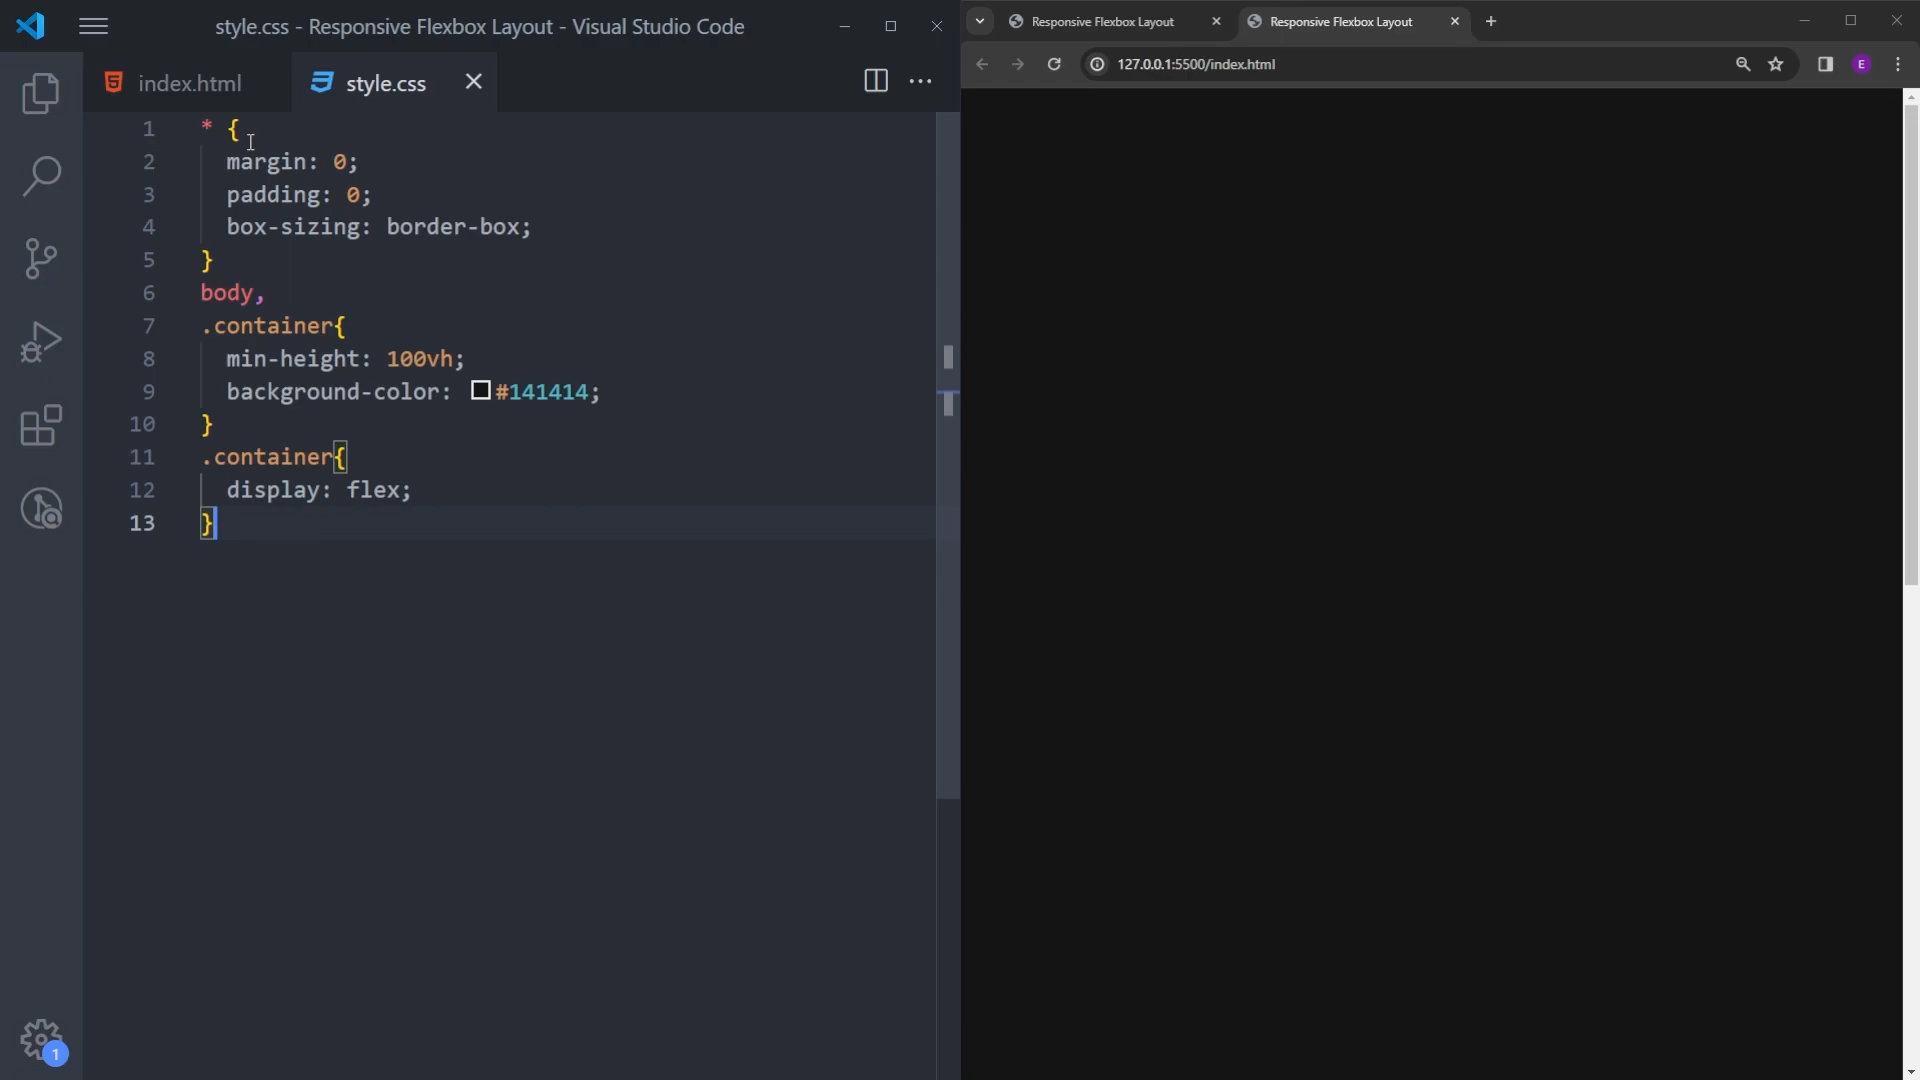 style.css - Responsive Flexbox Layout - Visual Studio Code
index.html
style.css
1 * {
2 margin: 0;
3 padding: 0;
4 box-sizing: border-box;
5 }
6 body,
7 .container{
8 min-height: 100vh;
9 background-color: #141414;
10 }
11 .container{
12 display: flex;
13 }
1
Responsive Flexbox Layout
Responsive Flexbox Layout
127.0.0.1:5500/index.html
E